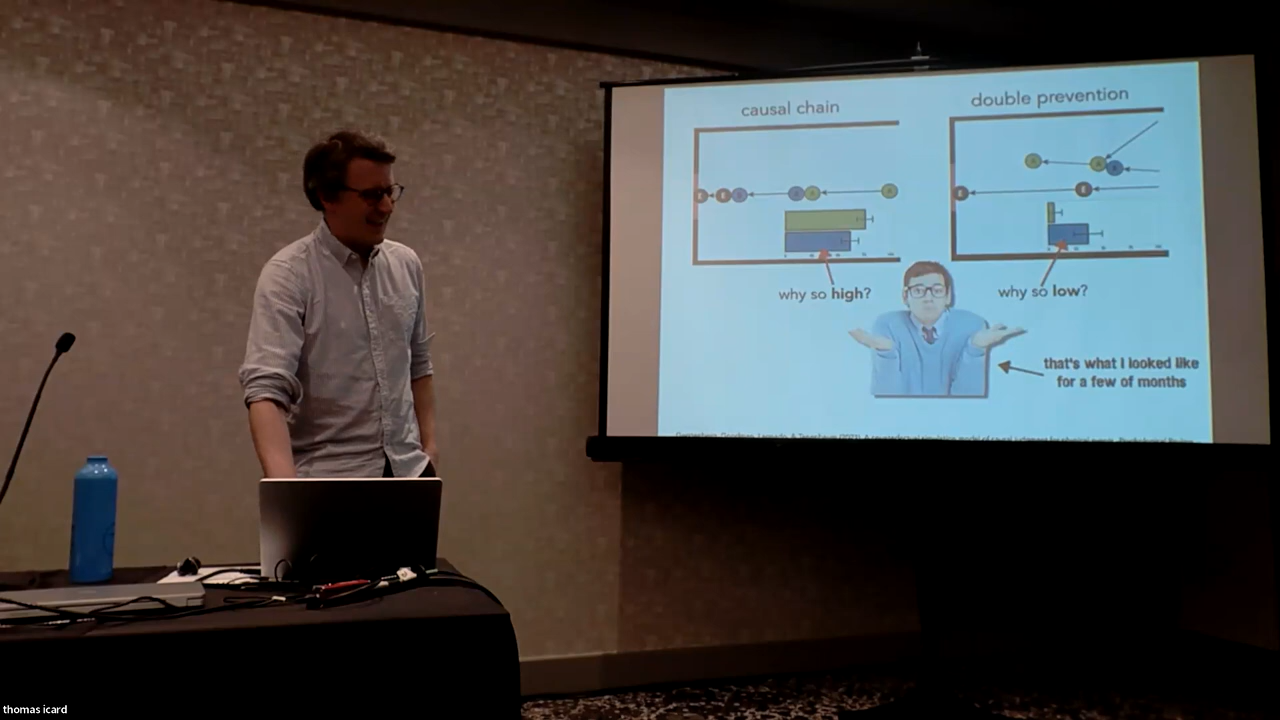 causal chain
double prevention
why so high?
why so low?
that's what I looked like
for a few of months
thomas icard